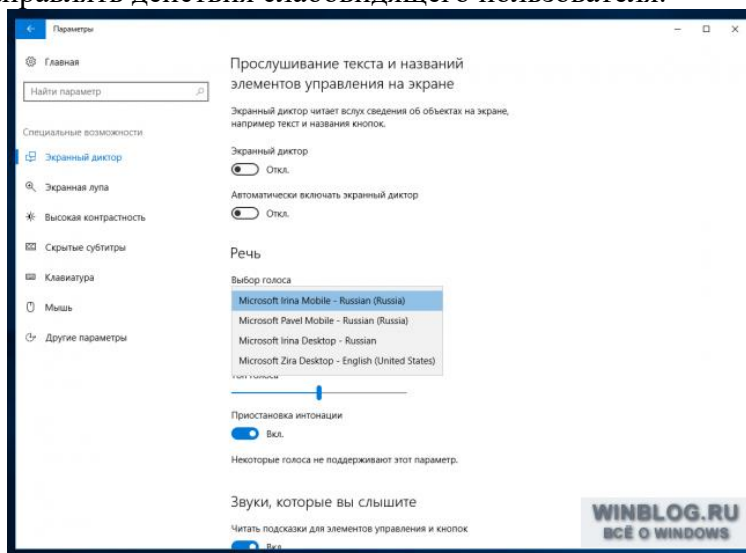 действия слабовидящего пользователя.
Параметры
Главная
Найти параметр
Специальные возможности
Экранный диктор
Экранная лупа
Высокая контрастность
Скрытые субтитры
Клавиатура
Мышь
Другие параметры
Прослушивание текста и названий
элементов управления на экране
Экранный диктор читает вслух сведения об объектах на экране,
например текст и названия кнопок.
Экранный диктор
Откл.
Автоматически включать экранный диктор
Откл.
Речь
Выбор голоса
Microsoft Irina Mobile - Russian (Russia)
Microsoft Pavel Mobile - Russian (Russia)
Microsoft Irina Desktop - Russian
Microsoft Zira Desktop - English (United States)
Тон голоса
Приостановка интонации
Вкл.
Некоторые голоса не поддерживают этот параметр.
Звуки, которые вы слышите
Читать подсказки для элементов управления и кнопок
Вкл.
WINBLOG.RU
ВСЁ О WINDOWS